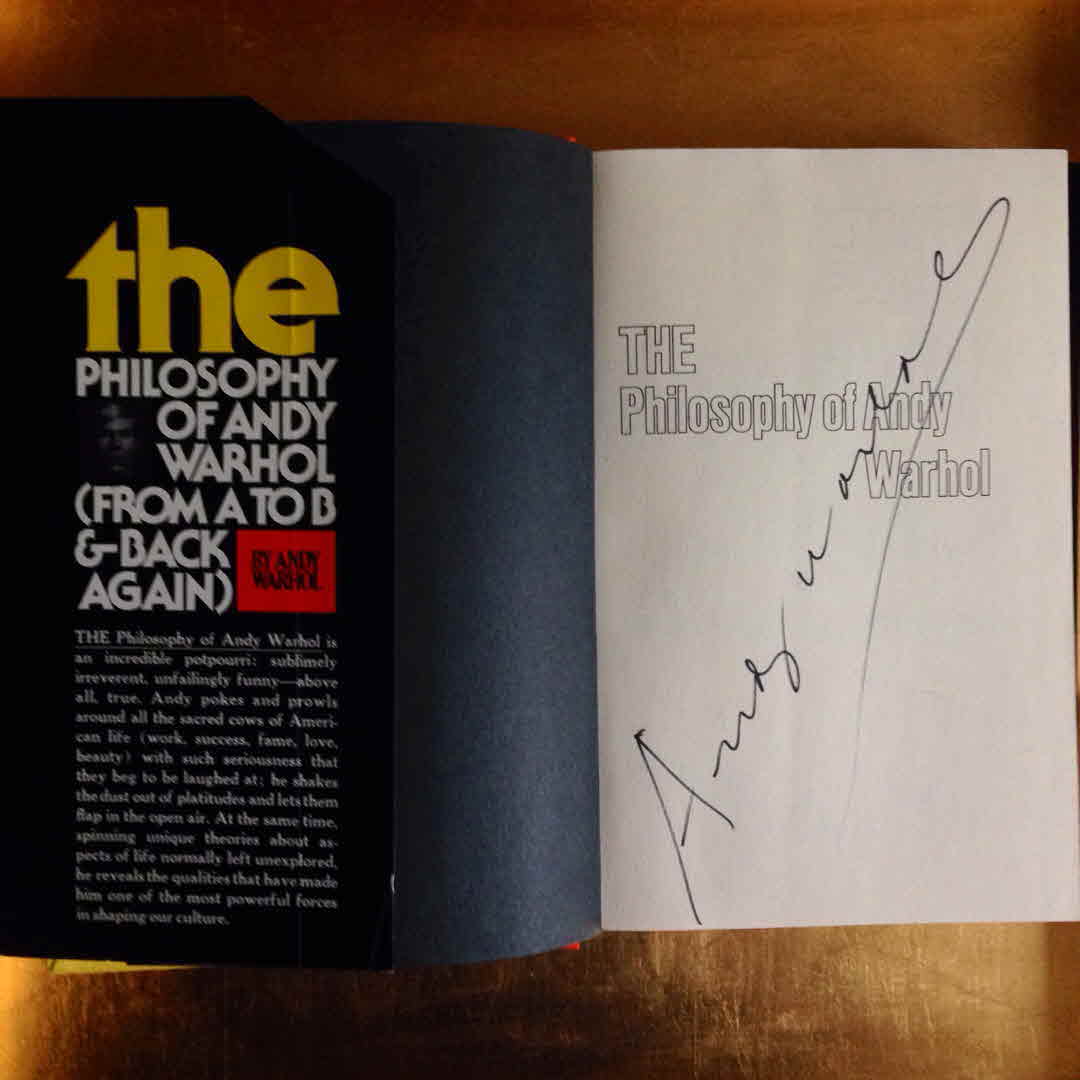 the
PHILOSOPHY
OF ANDY
WARHOL
(FROM A TO B
&-BACK
AGAIN)
BY ANDY
WARHOL
THE Philosophy of Andy Warhol is
an incredible potpourri: sublimely
irreverent, unfailingly funny—above
all, true. Andy pokes and prowls
around all the sacred cows of Ameri-
can life (work, success, fame, love,
beauty) with such seriousness that
they beg to be laughed at; he shakes
the dust out of platitudes and lets them
flap in the open air. At the same time,
spinning unique theories about as-
pects of life normally left unexplored,
he reveals the qualities that have made
him one of the most powerful forces
in shaping our culture.
THE
Philosophy of Andy
Warhol
Andy Warhol